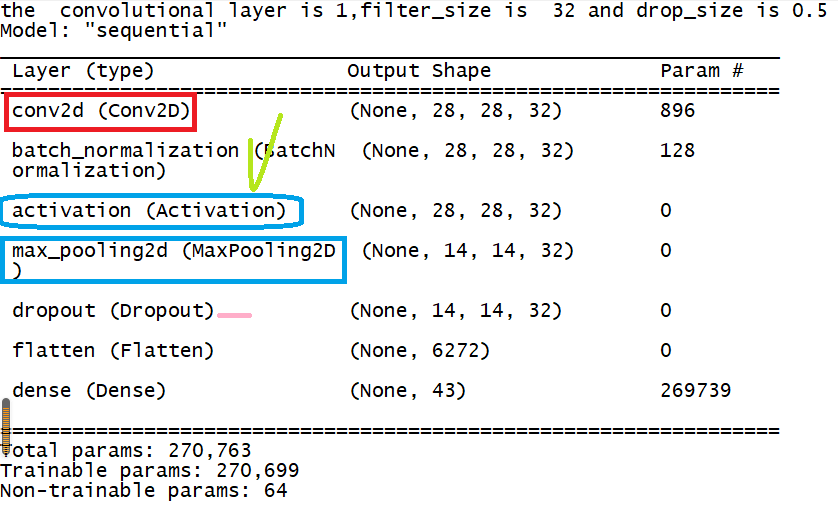 the convolutional layer is 1,filter_size is 32 and drop_size is 0.5
Model: "sequential"
Layer (type) Output Shape Param #
conv2d (Conv2D) (None, 28, 28, 32) 896
batch_normalization (BatchN (None, 28, 28, 32) 128
ormalization)
activation (Activation) (None, 28, 28, 32) 0
max_pooling2d (MaxPooling2D (None, 14, 14, 32) 0
)
dropout (Dropout) (None, 14, 14, 32) 0
flatten (Flatten) (None, 6272) 0
dense (Dense) (None, 43) 269739
Total params: 270,763
Trainable params: 270,699
Non-trainable params: 64